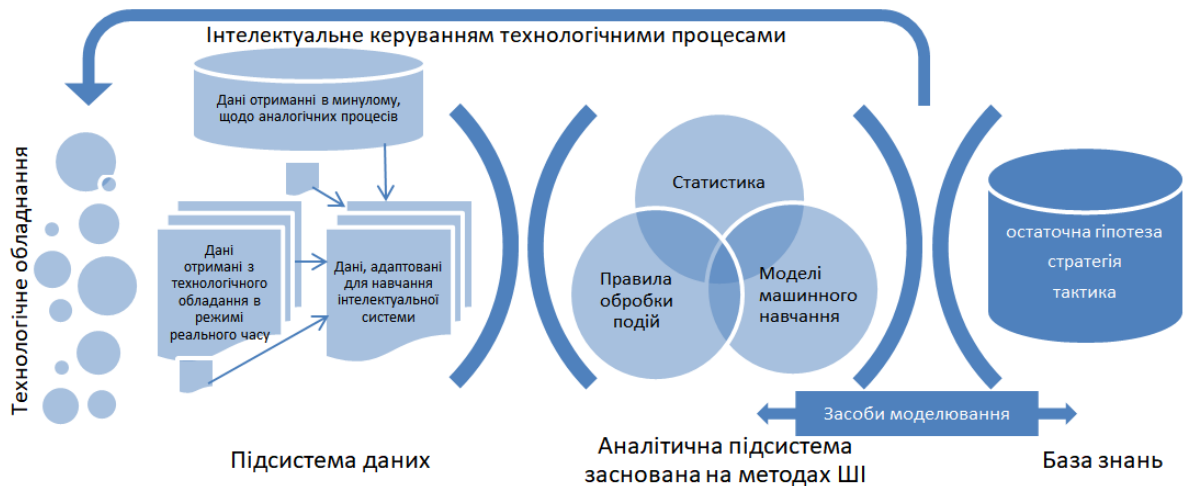 Інтелектуальне керуванням технологічними процесами
Технологічне обладнання
Дані отриманні в минулому,
щодо аналогічних процесів
Дані
отримані з
технологічного
обладання в
режимі
реального часу
Дані, адаптовані
для навчання
інтелектуальної
системи
Статистика
Правила
обробки
подій
Моделі
машинного
навчання
остаточна гіпотеза
стратегія
тактика
Засоби моделювання
Підсистема даних
Аналітична підсистема
заснована на методах ШІ
База знань